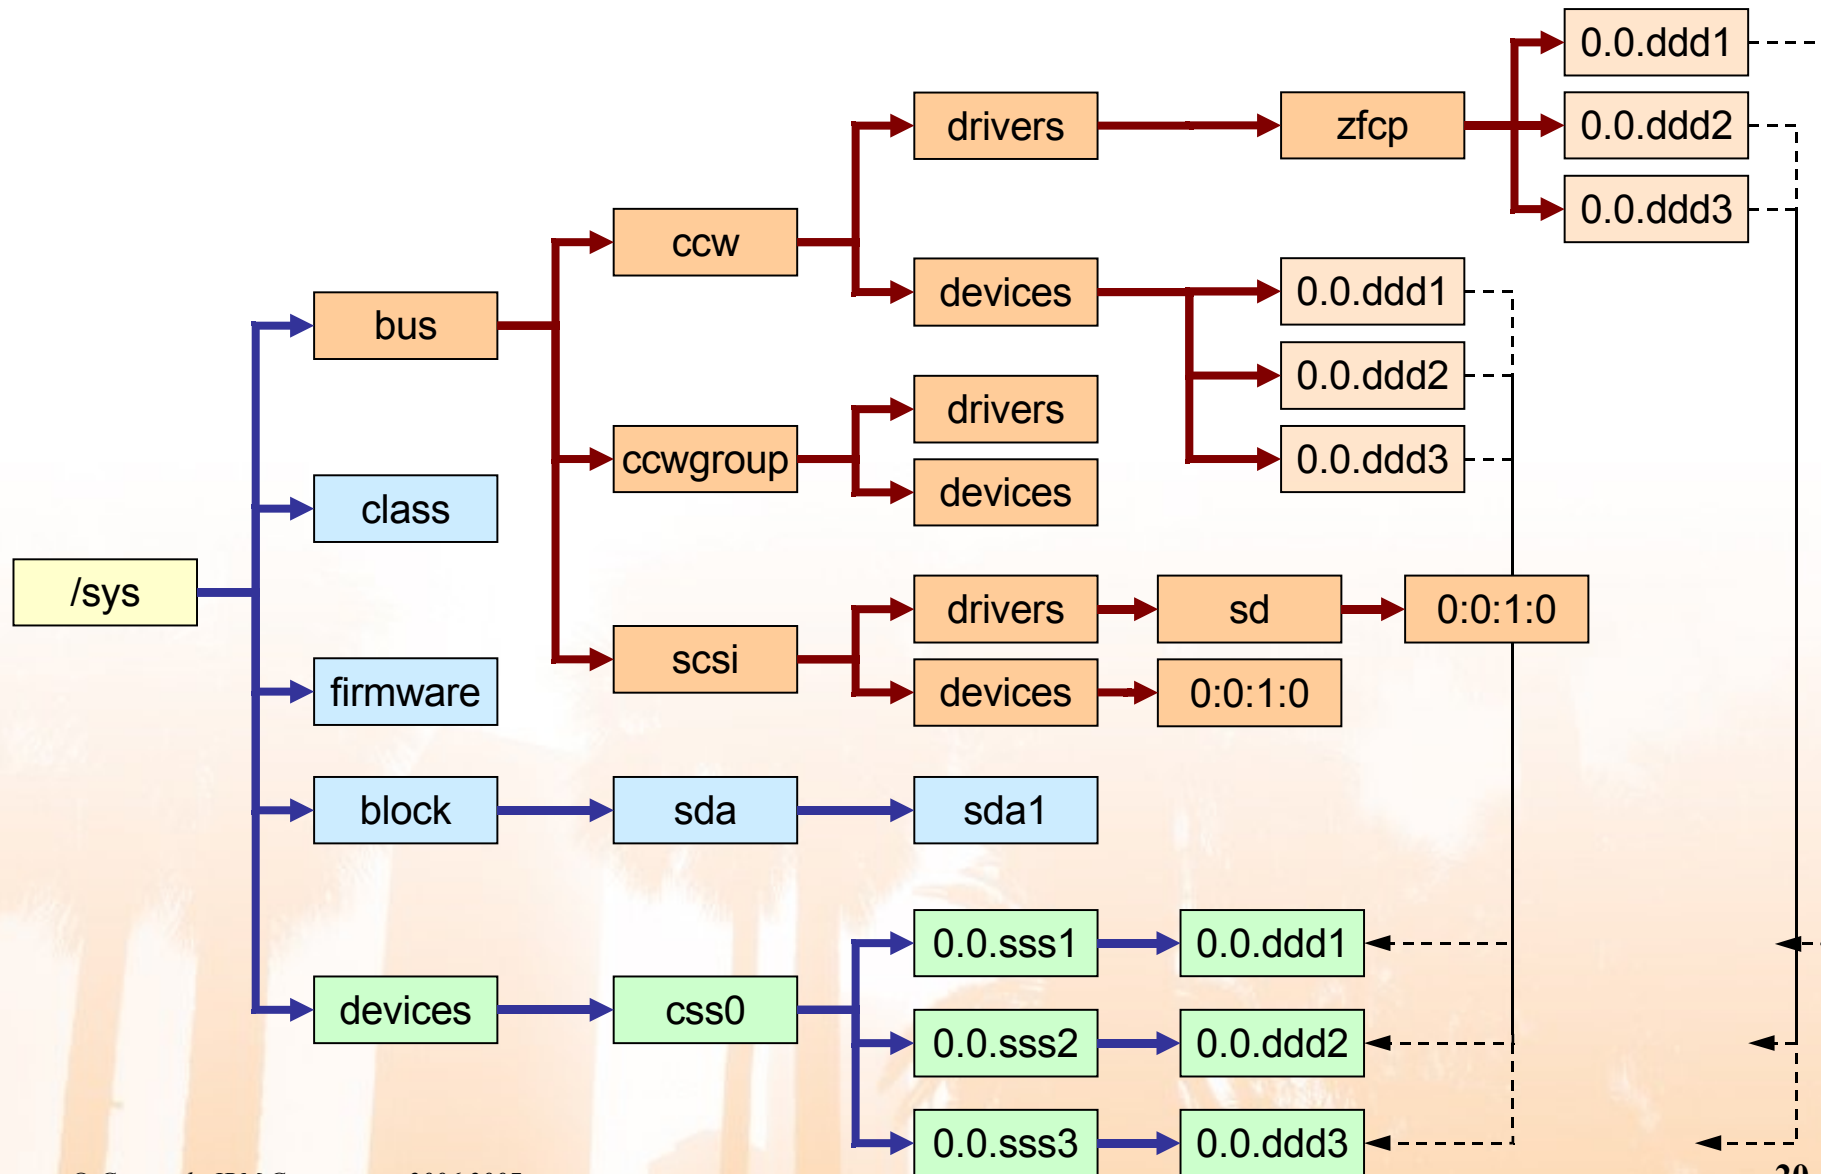 0.0.ddd1
drivers
zfcp
0.0.ddd2
0.0.ddd3
ccw
devices
0.0.ddd1
bus
0.0.ddd2
drivers
ccwgroup
0.0.ddd3
devices
class
/sys
drivers
sd
0:0:1:0
scsi
firmware
devices
0:0:1:0
block
sda
sda1
0.0.sss1
0.0.ddd1
devices
css0
0.0.sss2
0.0.ddd2
0.0.sss3
0.0.ddd3